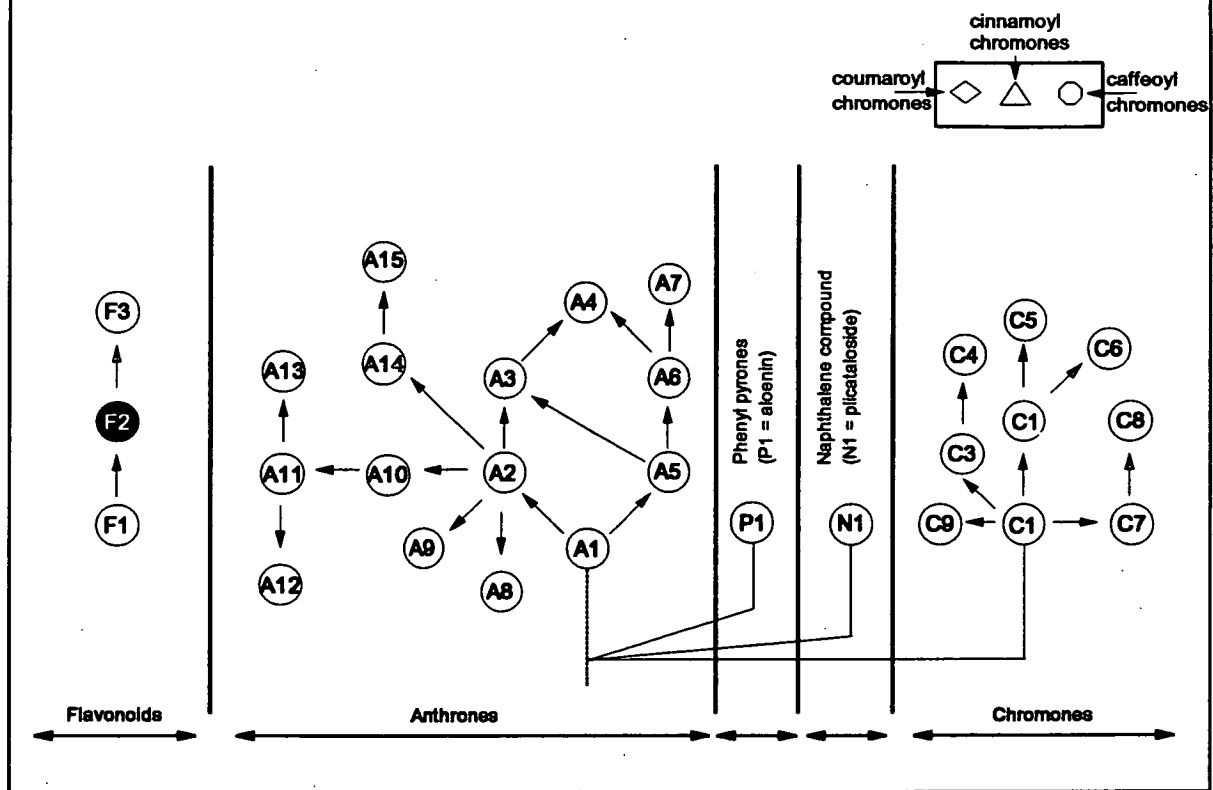 cinnamoyl
chromones
coumaroyl
chromones
caffeoyl
chromones
A15
A7
A4
F3
C5
C4
C6
A13
A14
A3
A6
F2
C1
C8
C3
A11
A10
A2
A5
F1
P1
N1
C9
C1
C7
A9
A1
A12
A8
Phenyl pyrones
(P1 = aloenin)
Naphthalene compound
(N1 = plicataloside)
Flavonoids
Anthrones
Chromones